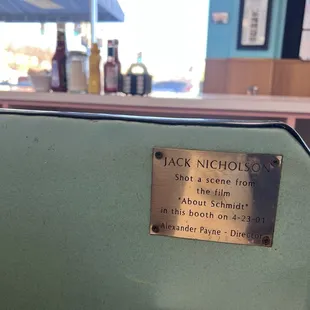 JACK NICHOLSON
Shot a scene from
the film
"About Schmidt"
in this booth on 4-23-01
Alexander Payne - Director